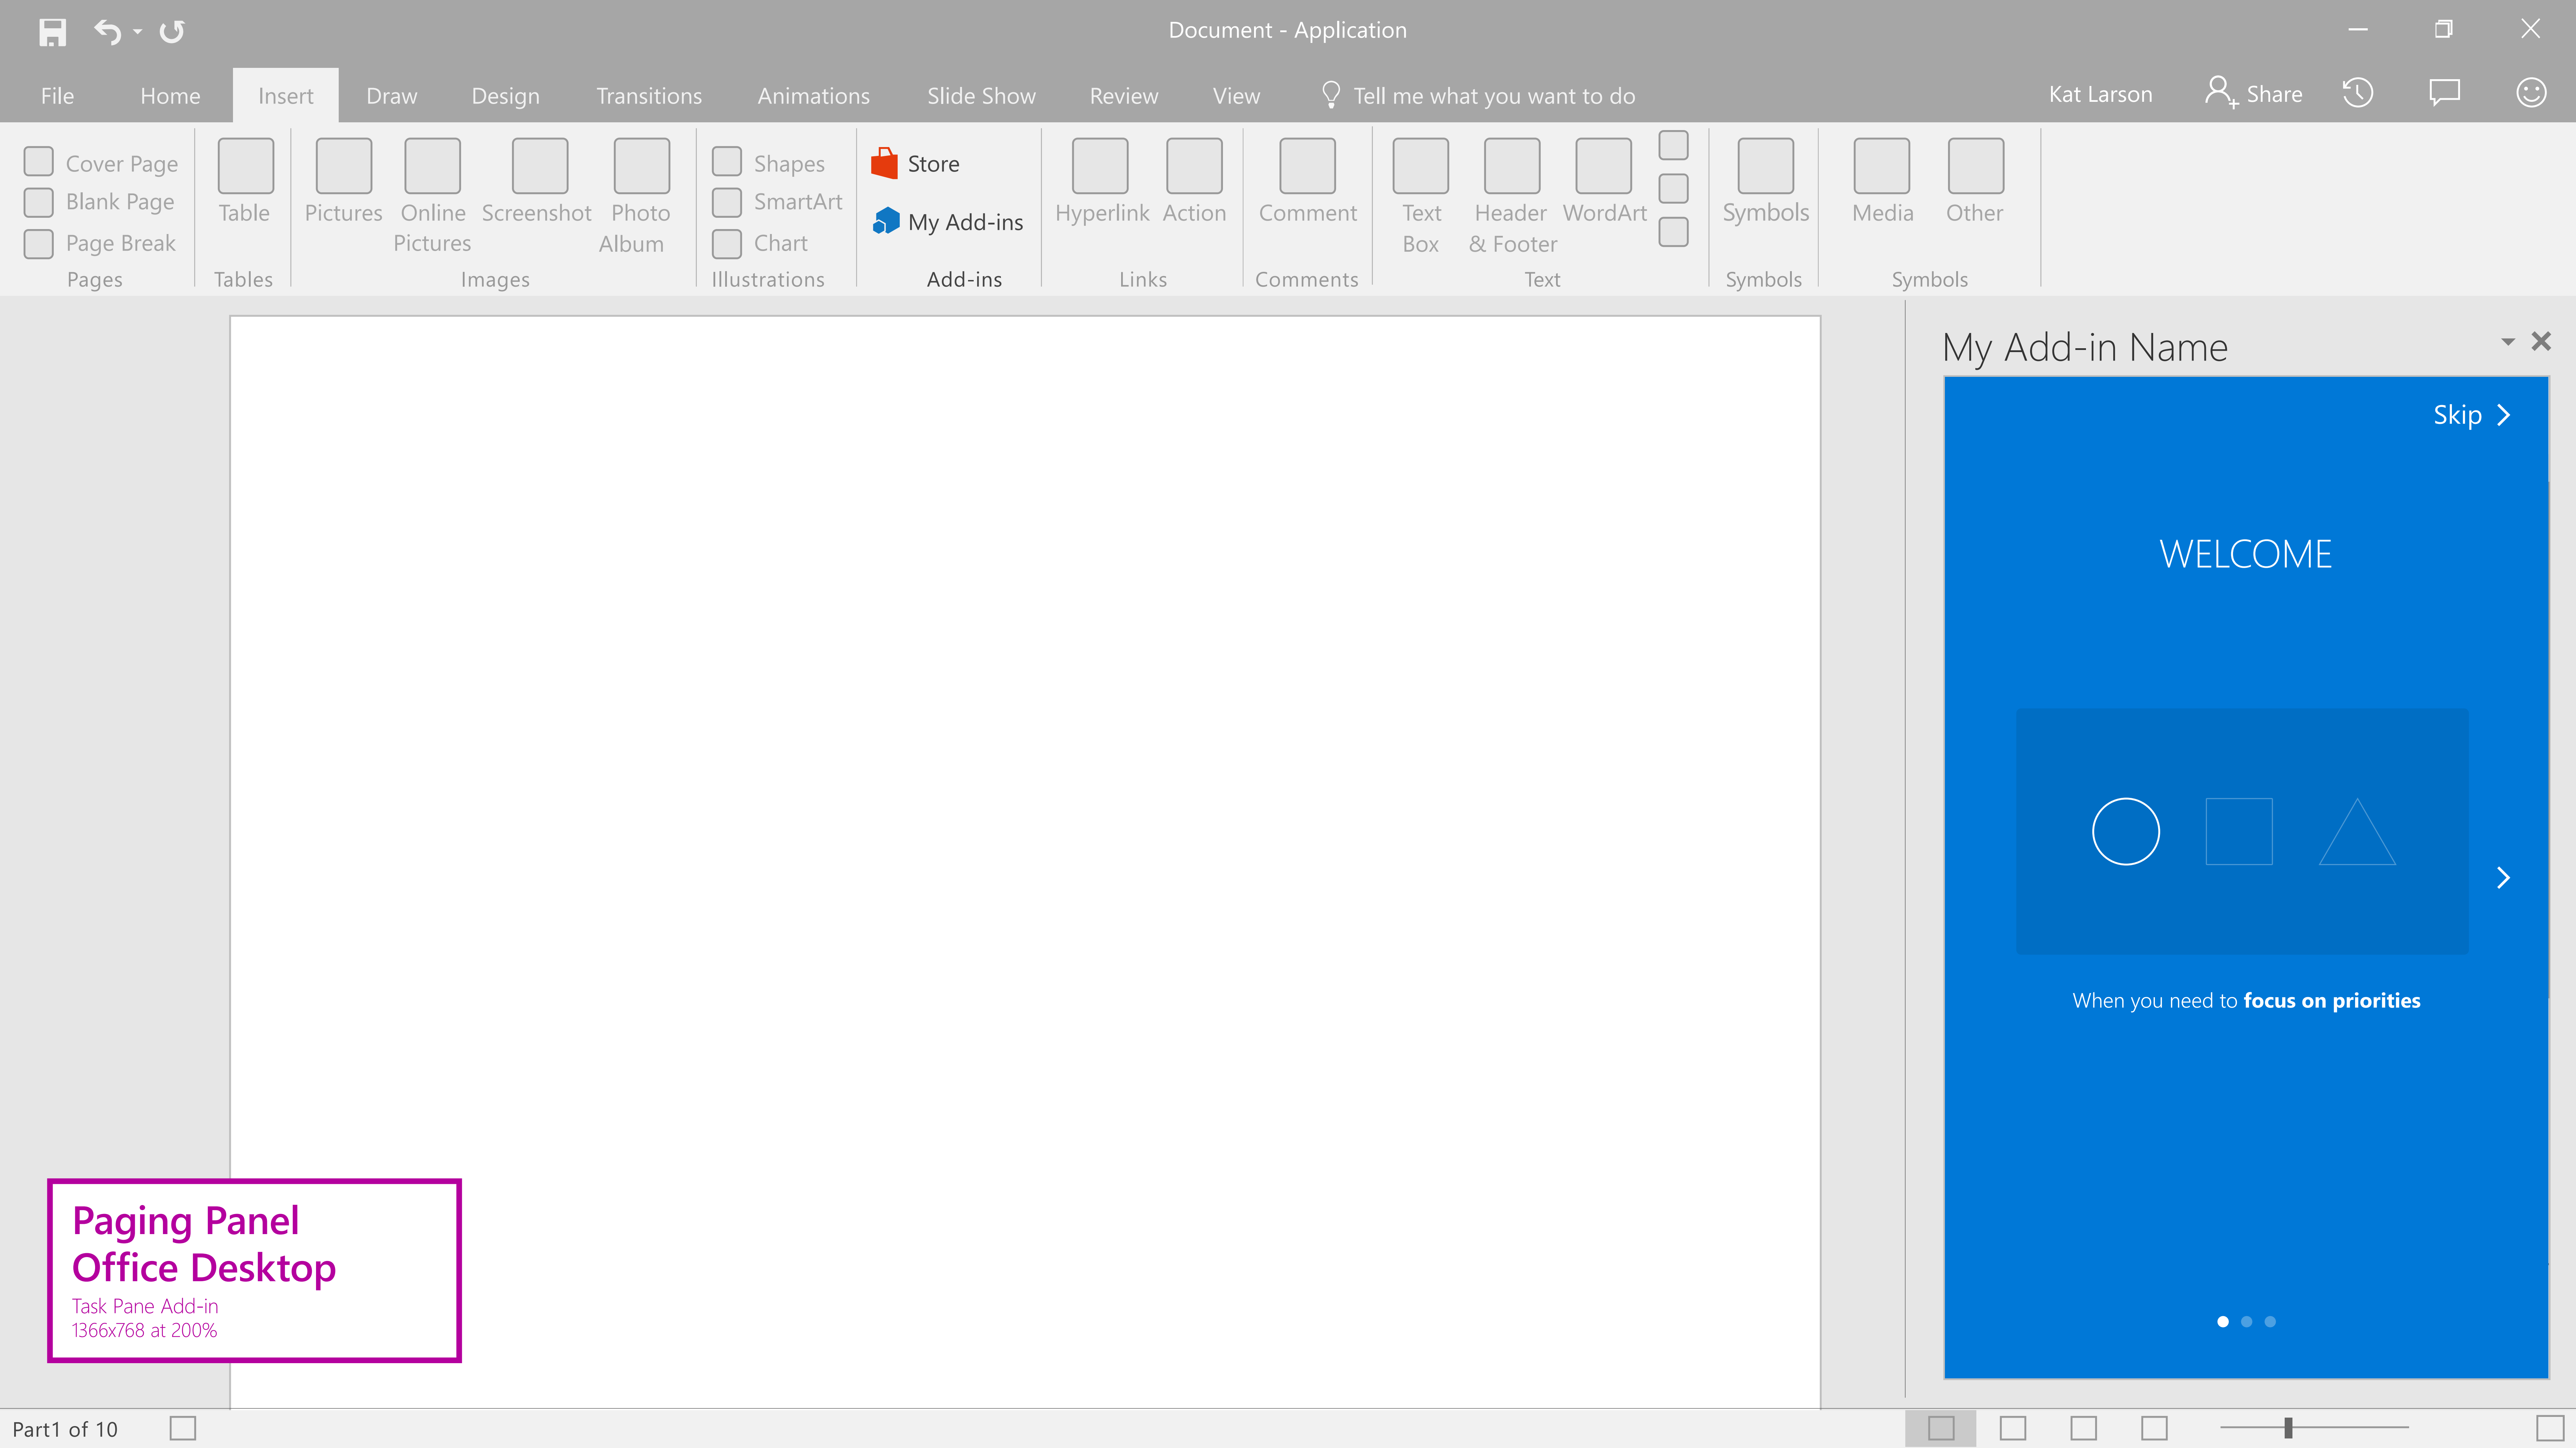 Document - Application
File Home Insert Draw Design Transitions Animations Slide Show Review View Tell me what you want to do Kat Larson Share
Cover Page
Blank Page
Page Break
Pages
Table
Tables
Pictures
Online
Pictures
Screenshot
Photo
Album
Images
Shapes
SmartArt
Chart
Illustrations
Store
My Add-ins
Add-ins
Hyperlink
Action
Links
Comment
Comments
Text
Box
Header
& Footer
WordArt
Text
Symbols
Symbols
Media
Other
Symbols
My Add-in Name
Skip
WELCOME
When you need to focus on priorities
Paging Panel
Office Desktop
Task Pane Add-in
1366x768 at 200%
Part1 of 10